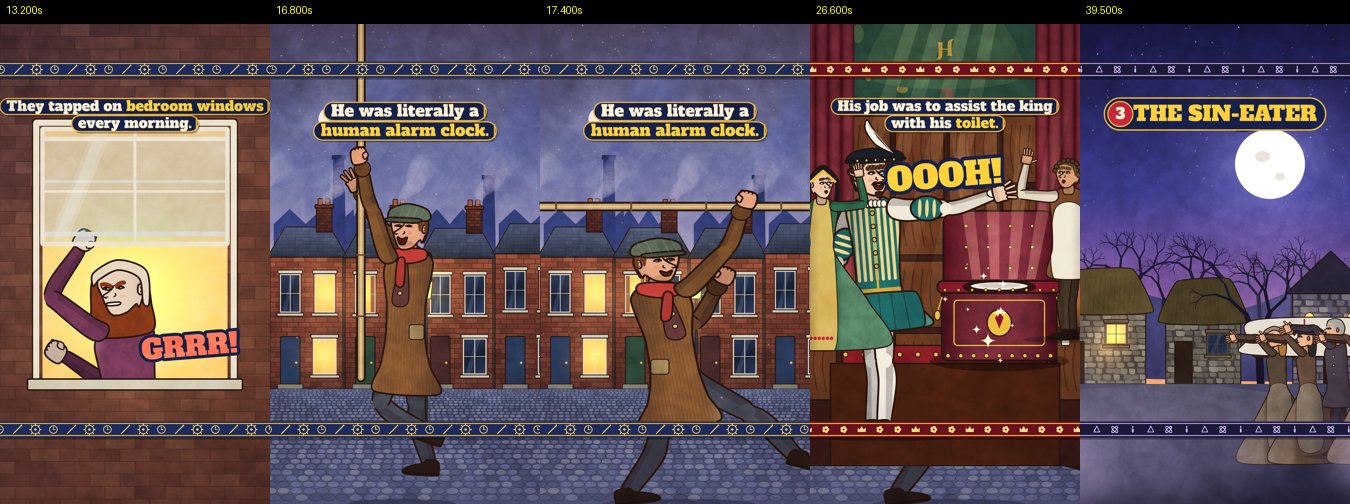 13.200s
They tapped on bedroom windows
every morning.
GRRR!
16.800s
He was literally a
human alarm clock.
17.400s
He was literally a
human alarm clock.
26.600s
H
His job was to assist the king
with his toilet.
OOOH!
39.500s
3 THE SIN-EATER